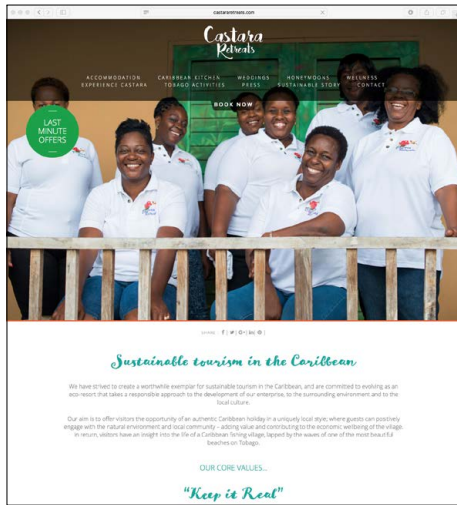 castararetreats.com
Castara
Retreats
ACCOMMODATION CARIBBEAN KITCHEN WEDDINGS HONEYMOONS WELLNESS
EXPERIENCE CASTARA TOBAGO ACTIVITIES PRESS SUSTAINABLE STORY CONTACT
BOOK NOW
LAST
MINUTE
OFFERS
SHARE
Sustainable tourism in the Caribbean
We have strived to create a worthwhile exemplar for sustainable tourism in the Caribbean, and are committed to evolving as an
eco-resort that takes a responsible approach to the development of our enterprise, to the surrounding environment and to the
local culture.
Our aim is to offer visitors the opportunity of an authentic Caribbean holiday in a uniquely local style; where guests can positively
engage with the natural environment and local community – adding value and contributing to the economic wellbeing of the village.
In return, visitors have an insight into the life of a Caribbean fishing village, lapped by the waves of one of the most beautiful
beaches on Tobago.
OUR CORE VALUES...
“Keep it Real”